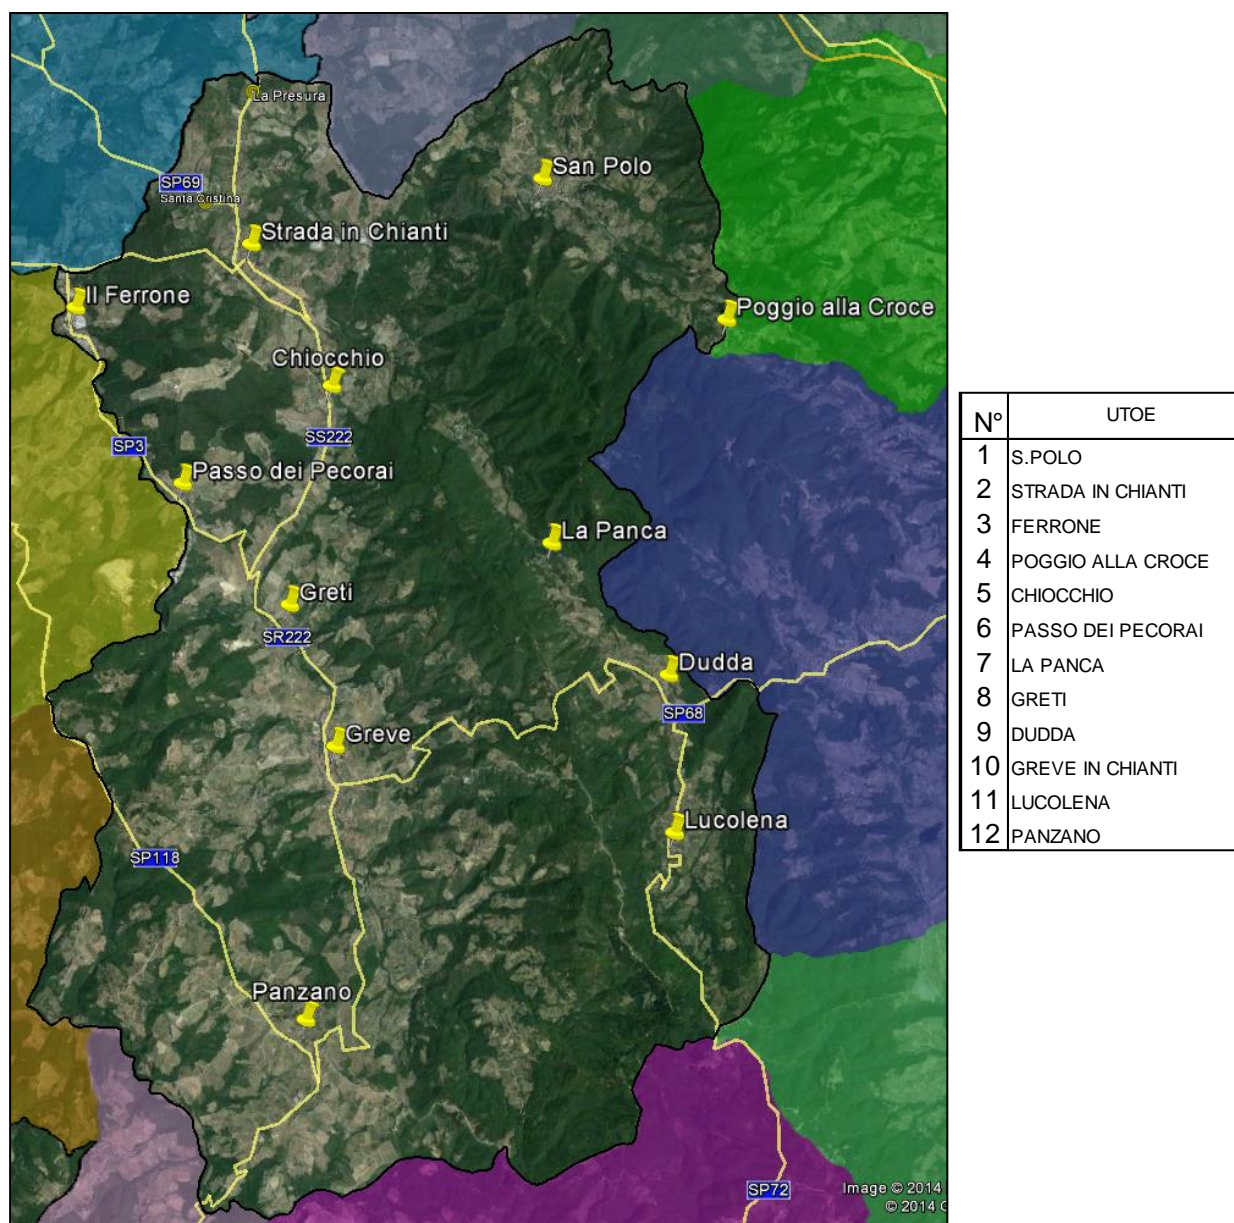 La Presura
San Polo
SP69
Santa Cristina
Strada in Chianti
Il Ferrone
Poggio alla Croce
Chiocchio
SS222
SP3
Passo dei Pecorai
La Panca
Greti
SR222
Dudda
SP68
Greve
Lucolena
SP118
Panzano
SP72
Image © 2014
© 2014
N° UTOE
1 S.POLO
2 STRADA IN CHIANTI
3 FERRONE
4 POGGIO ALLA CROCE
5 CHIOCCHIO
6 PASSO DEI PECORAI
7 LA PANCA
8 GRETI
9 DUDDA
10 GREVE IN CHIANTI
11 LUCOLENA
12 PANZANO